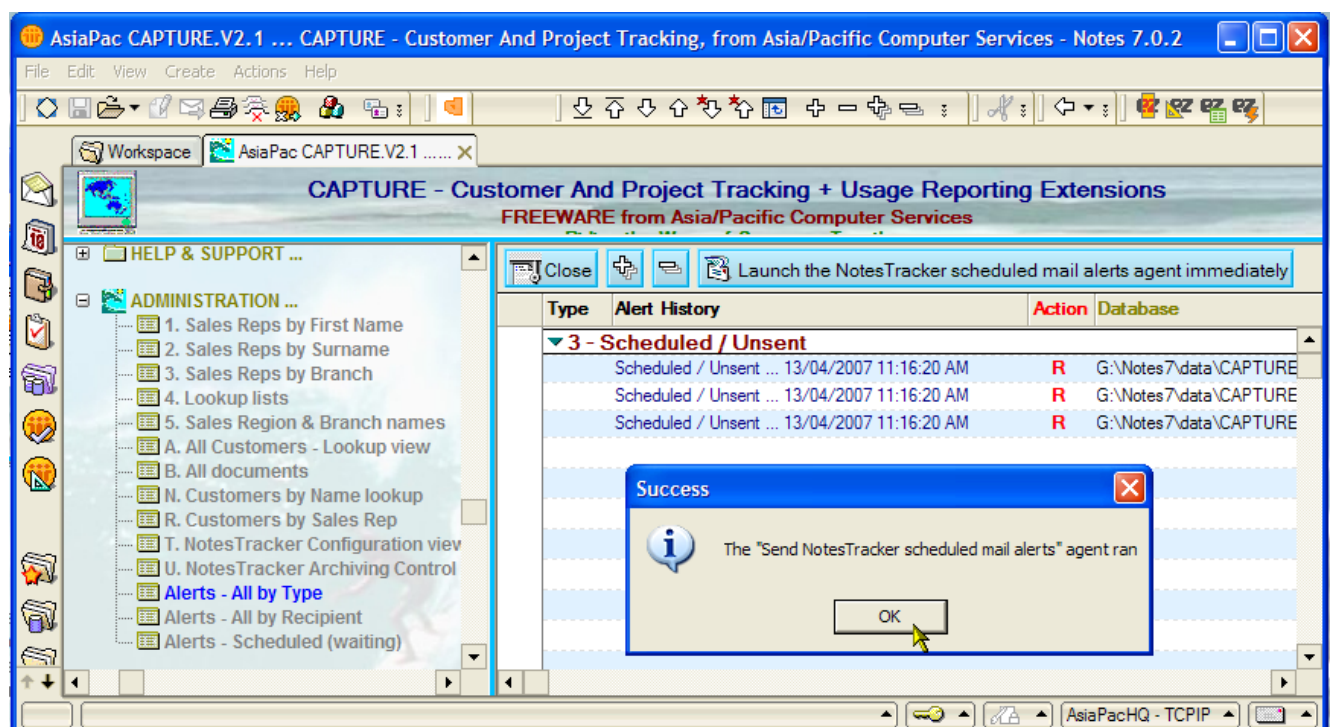 AsiaPac CAPTURE.V2.1 ... CAPTURE - Customer And Project Tracking, from Asia/Pacific Computer Services - Notes 7.0.2
File Edit View Create Actions Help
Workspace AsiaPac CAPTURE.V2.1 ......
CAPTURE - Customer And Project Tracking + Usage Reporting Extensions
FREEWARE from Asia/Pacific Computer Services
HELP & SUPPORT ...
ADMINISTRATION ...
1. Sales Reps by First Name
2. Sales Reps by Surname
3. Sales Reps by Branch
4. Lookup lists
5. Sales Region & Branch names
A. All Customers - Lookup view
B. All documents
N. Customers by Name lookup
R. Customers by Sales Rep
T. NotesTracker Configuration view
U. NotesTracker Archiving Control
Alerts - All by Type
Alerts - All by Recipient
Alerts - Scheduled (waiting)
Close Launch the NotesTracker scheduled mail alerts agent immediately
Type Alert History Action Database
3 - Scheduled / Unsent
Scheduled / Unsent ... 13/04/2007 11:16:20 AM R G:\Notes7\data\CAPTURE
Scheduled / Unsent ... 13/04/2007 11:16:20 AM R G:\Notes7\data\CAPTURE
Scheduled / Unsent ... 13/04/2007 11:16:20 AM R G:\Notes7\data\CAPTURE
Success
The "Send NotesTracker scheduled mail alerts" agent ran
OK
AsiaPacHQ - TCPIP